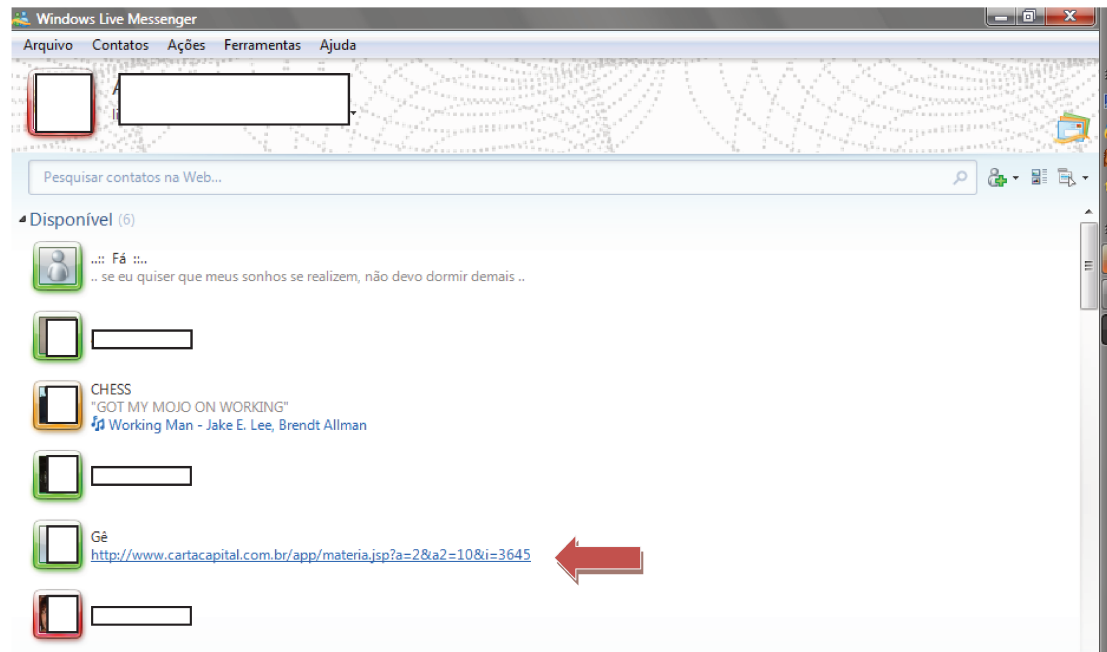 Windows Live Messenger
Arquivo Contatos Ações Ferramentas Ajuda
Pesquisar contatos na Web...
Disponível (6)
..:: Fá ::..
.. se eu quiser que meus sonhos se realizem, não devo dormir demais ..
CHESS
"GOT MY MOJO ON WORKING"
Working Man - Jake E. Lee, Brendt Allman
Gê
http://www.cartacapital.com.br/app/materia.jsp?a=2&a2=10&i=3645